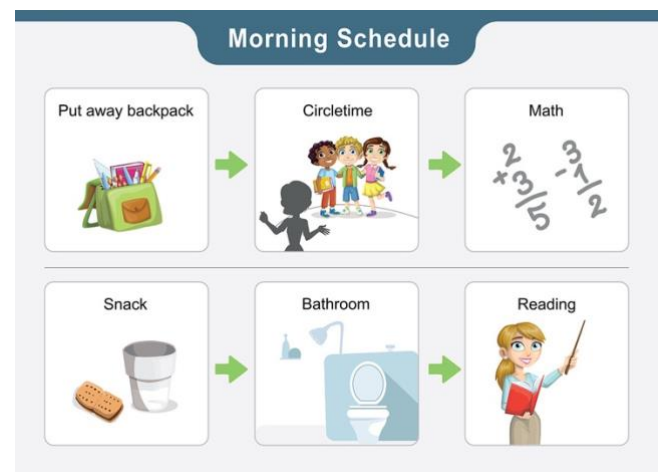 Morning Schedule
Put away backpack
Circletime
Math
2
+3
5
3
-1
2
Snack
Bathroom
Reading